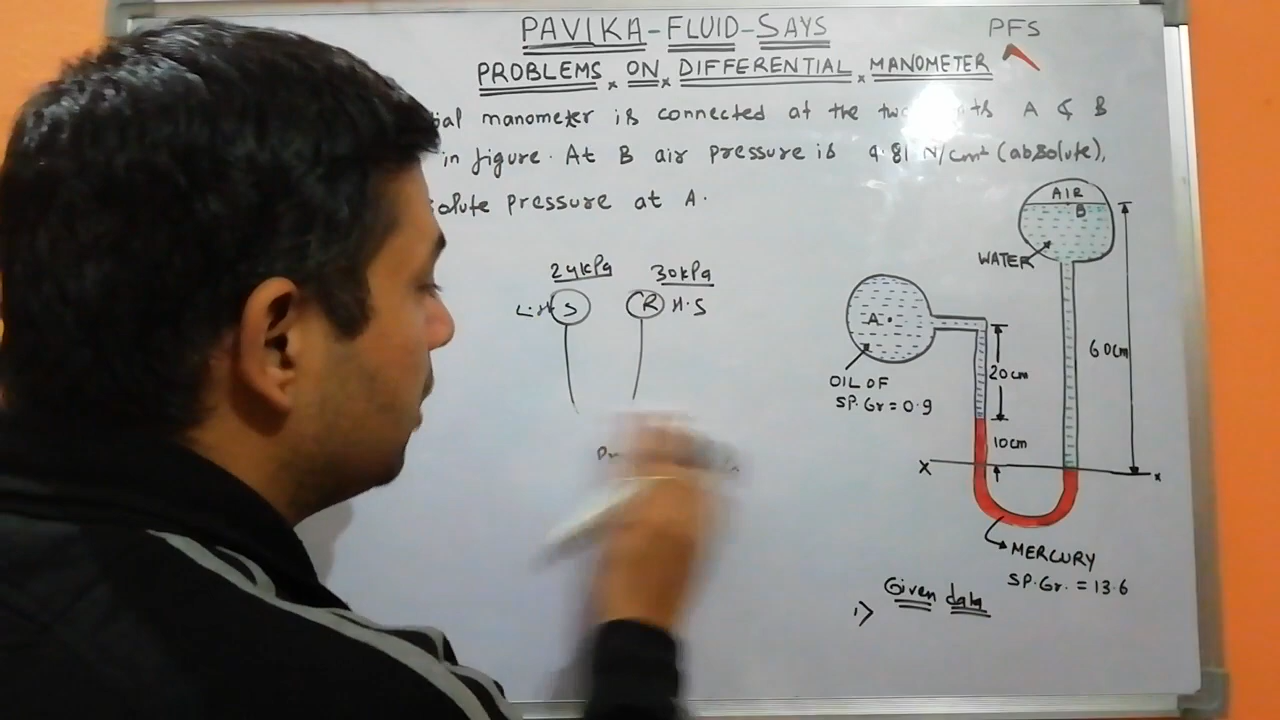 PAVIKA-FLUID-SAYS
PFS
PROBLEMS ON DIFFERENTIAL MANOMETER
manometer is connected at the A & B
in figure. At B air pressure is 9.81 N/cm² (absolute),
pressure at A.
AIR
B
WATER
24kPa 30kPa
S R H.S
A
60cm
20cm
OIL OF
SP.Gr = 0.9
10cm
X x
MERCURY
SP.Gr. = 13.6
1) Given data